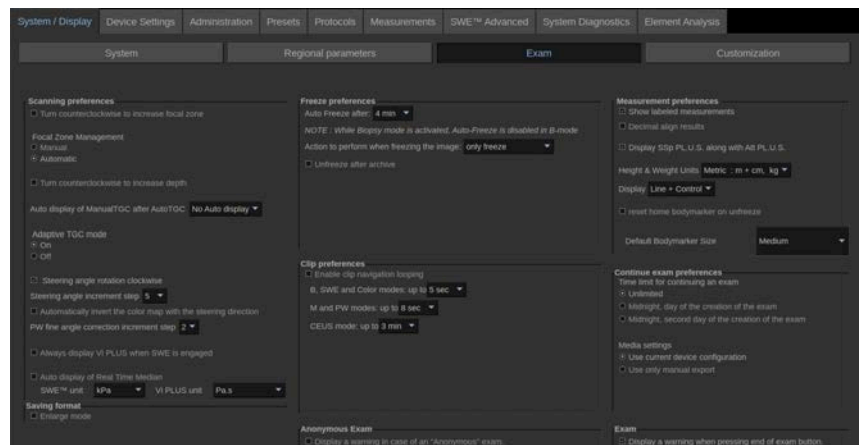 System / Display
Device Settings
Administration
Presets
Protocols
Measurements
SWE™ Advanced
System Diagnostics
Element Analysis
System
Regional parameters
Exam
Customization
Scanning preferences
Turn counterclockwise to increase focal zone
Focal Zone Management
Manual
Automatic
Turn counterclockwise to increase depth
Auto display of ManualTGC after AutoTGC No Auto display
Adaptive TGC mode
On
Off
Steering angle rotation clockwise
Steering angle increment step 5
Automatically invert the color map with the steering direction
PW fine angle correction increment step 2
Always display Vi PLUS when SWE is engaged
Auto display of Real Time Median
SWE™ unit kPa Vi PLUS unit Pa.s
Saving format
Enlarge mode
Freeze preferences
Auto Freeze after: 4 min
NOTE : While Biopsy mode is activated, Auto-Freeze is disabled in B-mode
Action to perform when freezing the image: only freeze
Unfreeze after archive
Clip preferences
Enable clip navigation looping
B, SWE and Color modes: up to 5 sec
M and PW modes: up to 8 sec
CEUS mode: up to 3 min
Anonymous Exam
Display a warning in case of an "Anonymous" exam.
Measurement preferences
Show labeled measurements
Decimal align results
Display SSp PL.U.S. along with Att PL.U.S.
Height & Weight Units Metric : m + cm, kg
Display Line + Control
reset home bodymarker on unfreeze
Default Bodymarker Size Medium
Continue exam preferences
Time limit for continuing an exam
Unlimited
Midnight, day of the creation of the exam
Midnight, second day of the creation of the exam
Media settings
Use current device configuration
Use only manual export
Exam
Display a warning when pressing end of exam button.